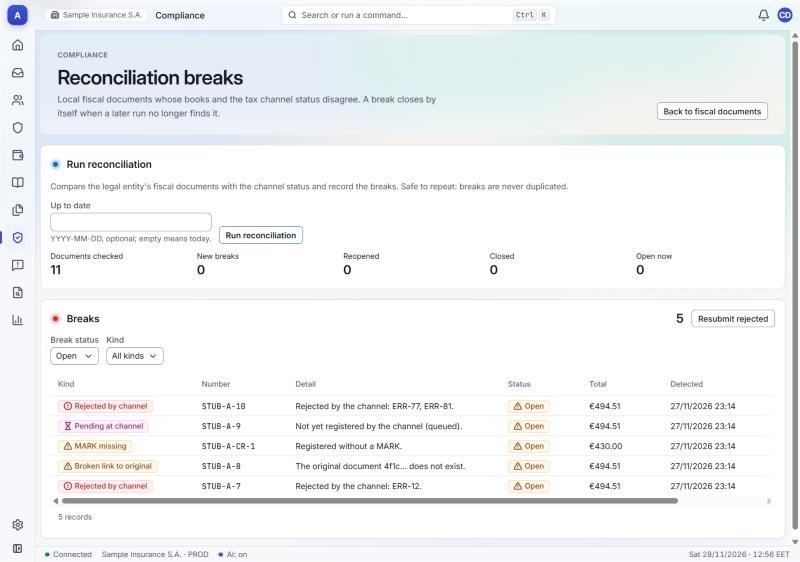 A
Sample Insurance S.A.
Compliance
Search or run a command...
Ctrl K
CD
COMPLIANCE
Reconciliation breaks
Local fiscal documents whose books and the tax channel status disagree. A break closes by
itself when a later run no longer finds it.
Back to fiscal documents
Run reconciliation
Compare the legal entity's fiscal documents with the channel status and record the breaks. Safe to repeat: breaks are never duplicated.
Up to date
YYYY-MM-DD, optional; empty means today.
Run reconciliation
Documents checked New breaks Reopened Closed Open now
11 0 0 0 0
Breaks
5
Resubmit rejected
Break status Kind
Open All kinds
Kind Number Detail Status Total Detected
Rejected by channel STUB-A-10 Rejected by the channel: ERR-77, ERR-81. Open €494.51 27/11/2026 23:14
Pending at channel STUB-A-9 Not yet registered by the channel (queued). Open €494.51 27/11/2026 23:14
MARK missing STUB-A-CR-1 Registered without a MARK. Open €430.00 27/11/2026 23:14
Broken link to original STUB-A-8 The original document 4f1c... does not exist. Open €494.51 27/11/2026 23:14
Rejected by channel STUB-A-7 Rejected by the channel: ERR-12. Open €494.51 27/11/2026 23:14
5 records
Connected Sample Insurance S.A. · PROD AI: on Sat 28/11/2026 · 12:56 EET